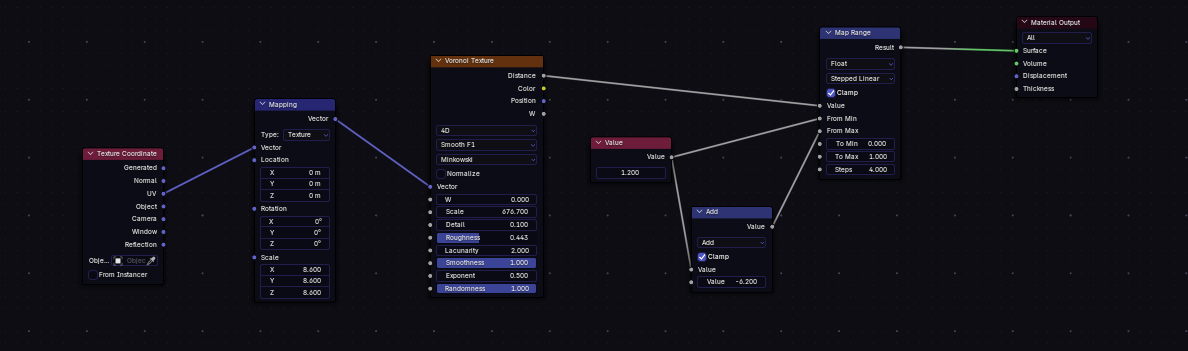 Texture Coordinate
Generated
Normal
UV
Object
Camera
Window
Reflection
Obje... Objec
From Instancer
Mapping
Vector
Type: Texture
Vector
Location
X 0 m
Y 0 m
Z 0 m
Rotation
X 0°
Y 0°
Z 0°
Scale
X 8.600
Y 8.600
Z 8.600
Voronoi Texture
Distance
Color
Position
W
4D
Smooth F1
Minkowski
Normalize
Vector
W 0.000
Scale 676.700
Detail 0.100
Roughness 0.443
Lacunarity 2.000
Smoothness 1.000
Exponent 0.500
Randomness 1.000
Value
Value
1.200
Add
Value
Add
Clamp
Value
Value -6.200
Map Range
Result
Float
Stepped Linear
Clamp
Value
From Min
From Max
To Min 0.000
To Max 1.000
Steps 4.000
Material Output
All
Surface
Volume
Displacement
Thickness